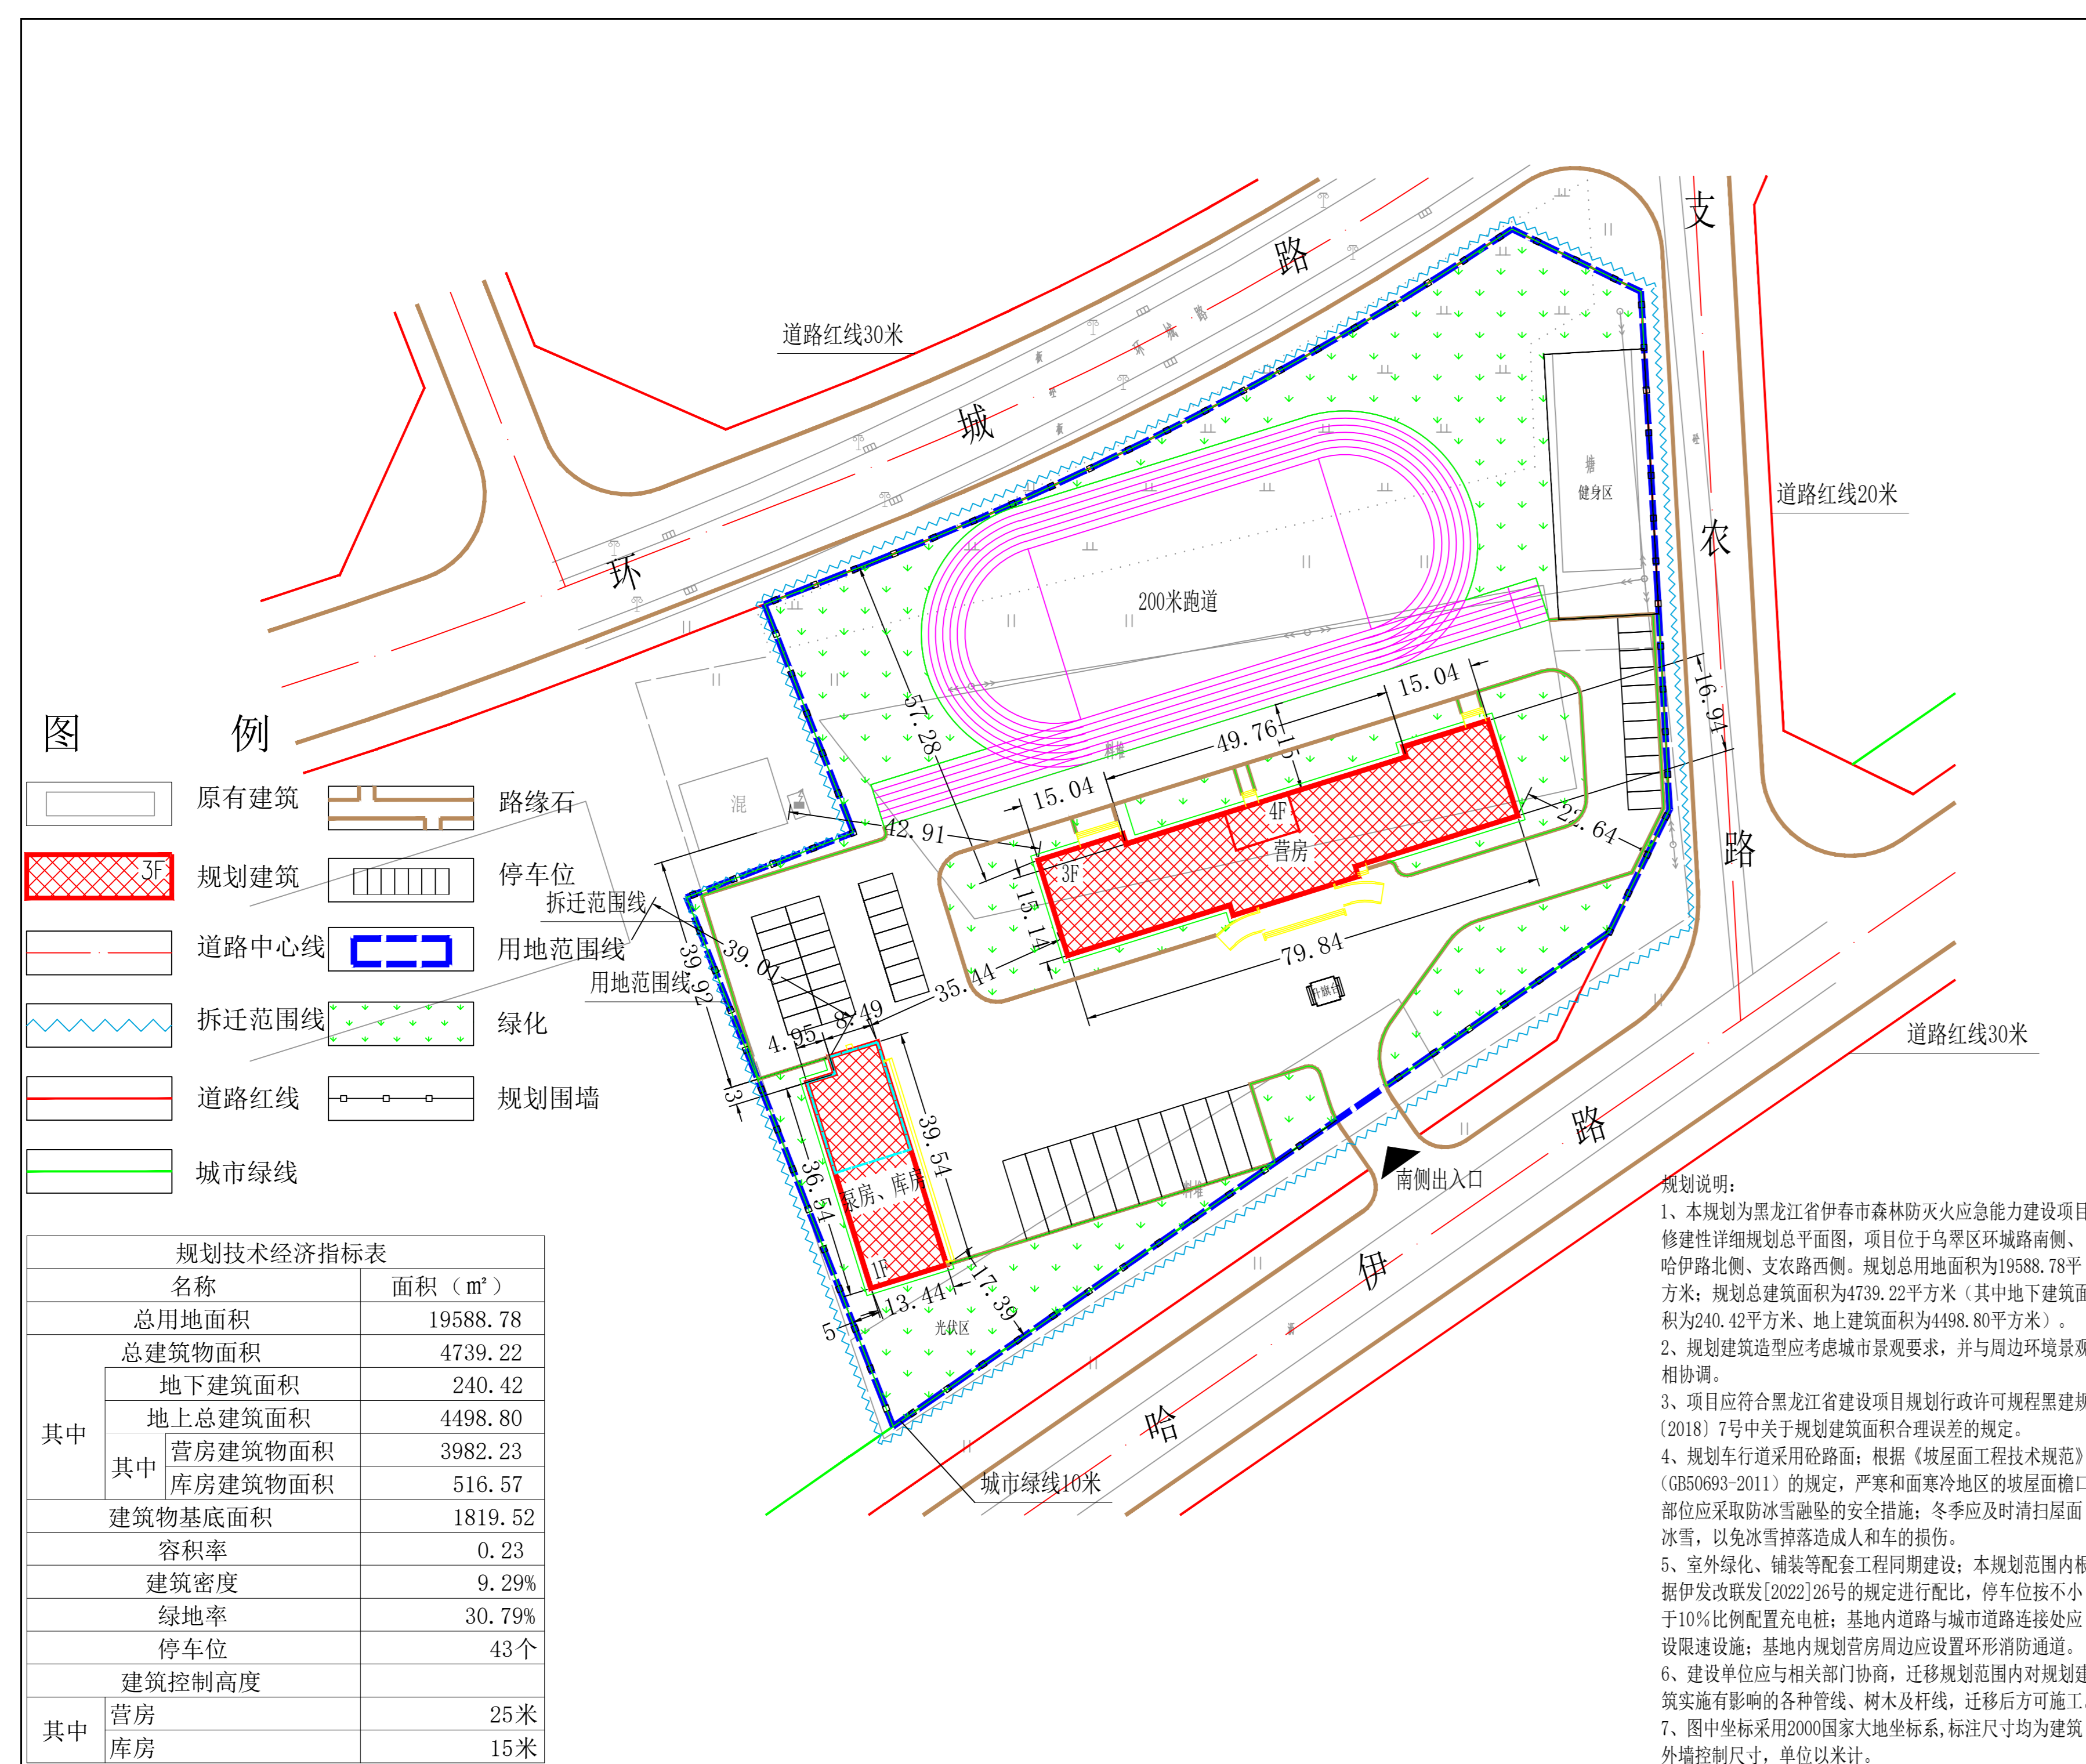 支
路
道路红线30米
环城路
城
道路红线20米
健身区
农
环
200米跑道
15.04
16.94
57.28
49.76
15
料堆
图 例
15.04
原有建筑
路缘石
混
42.91
4F
营房
22.64
路
3F
规划建筑
3F
停车位
拆迁范围线
15.14
道路中心线
用地范围线
39.92
39.01
35.44
79.84
用地范围线
升旗台
拆迁范围线
绿化
8.49
4.95
道路红线30米
道路红线
规划围墙
3
39.54
路
城市绿线
36.54
泵房、库房
料堆
南侧出入口
1F
13.44
17.39
伊
5
光伏区
哈
城市绿线10米
规划技术经济指标表
名称 面积（㎡）
总用地面积 19588.78
总建筑物面积 4739.22
其中
地下建筑面积 240.42
地上总建筑面积 4498.80
其中
营房建筑物面积 3982.23
库房建筑物面积 516.57
建筑物基底面积 1819.52
容积率 0.23
建筑密度 9.29%
绿地率 30.79%
停车位 43个
建筑控制高度
其中
营房 25米
库房 15米
规划说明：
1、本规划为黑龙江省伊春市森林防灭火应急能力建设项目
修建性详细规划总平面图，项目位于乌翠区环城路南侧、
哈伊路北侧、支农路西侧。规划总用地面积为19588.78平
方米；规划总建筑面积为4739.22平方米（其中地下建筑面
积为240.42平方米、地上建筑面积为4498.80平方米）。
2、规划建筑造型应考虑城市景观要求，并与周边环境景观
相协调。
3、项目应符合黑龙江省建设项目规划行政许可规程黑建规
〔2018〕7号中关于规划建筑面积合理误差的规定。
4、规划车行道采用砼路面；根据《坡屋面工程技术规范》
（GB50693-2011）的规定，严寒和面寒冷地区的坡屋面檐口
部位应采取防冰雪融坠的安全措施；冬季应及时清扫屋面
冰雪，以免冰雪掉落造成人和车的损伤。
5、室外绿化、铺装等配套工程同期建设；本规划范围内根
据伊发改联发[2022]26号的规定进行配比，停车位按不小
于10%比例配置充电桩；基地内道路与城市道路连接处应
设限速设施；基地内规划营房周边应设置环形消防通道。
6、建设单位应与相关部门协商，迁移规划范围内对规划建
筑实施有影响的各种管线、树木及杆线，迁移后方可施工。
7、图中坐标采用2000国家大地坐标系,标注尺寸均为建筑
外墙控制尺寸，单位以米计。